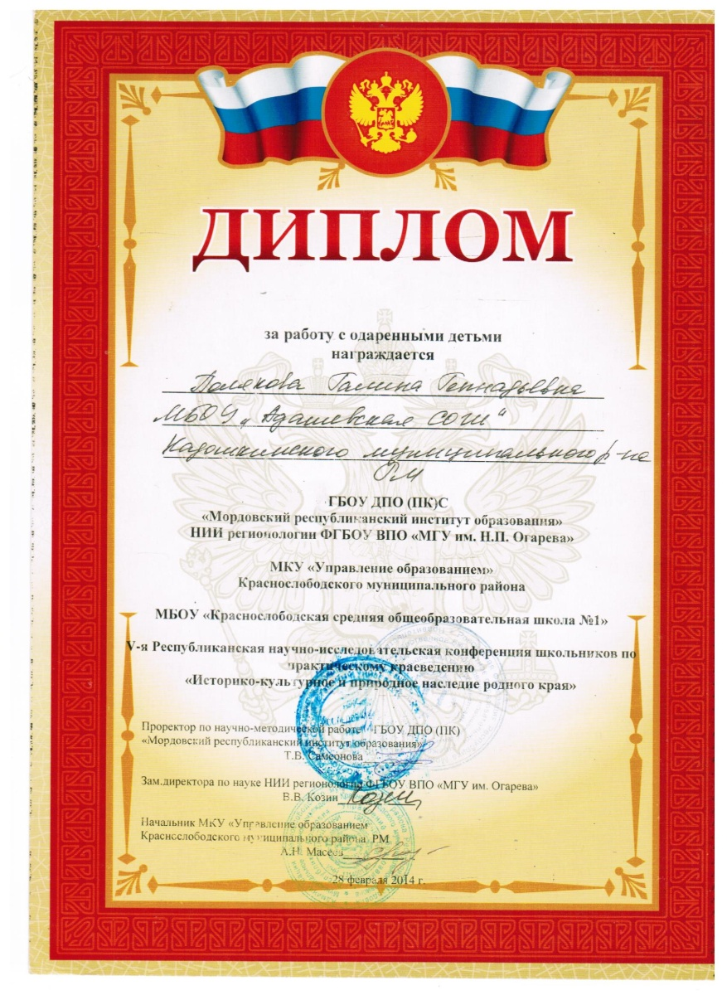 ДИПЛОМ
за работу с одаренными детьми
награждается
Полякова Галина Геннадьевна
МБОУ „Адашевская СОШ"
Кадошкинского муниципального р-на
РМ
ГБОУ ДПО (ПК)С
«Мордовский республиканский институт образования»
НИИ регионологии ФГБОУ ВПО «МГУ им. Н.П. Огарева»
МКУ «Управление образованием»
Краснослободского муниципального района
МБОУ «Краснослободская средняя общеобразовательная школа №1»
V-я Республиканская научно-исследовательская конференция школьников по
практическому краеведению
«Историко-культурное и природное наследие родного края»
Проректор по научно-методической работе ГБОУ ДПО (ПК)
«Мордовский республиканский институт образования»
Т.В. Самсонова
Зам.директора по науке НИИ регионологии ФГБОУ ВПО «МГУ им. Огарева»
В.В. Козин Козин
Начальник МКУ «Управление образованием
Краснослободского муниципального района РМ
А.Н. Масеев
28 февраля 2014 г.